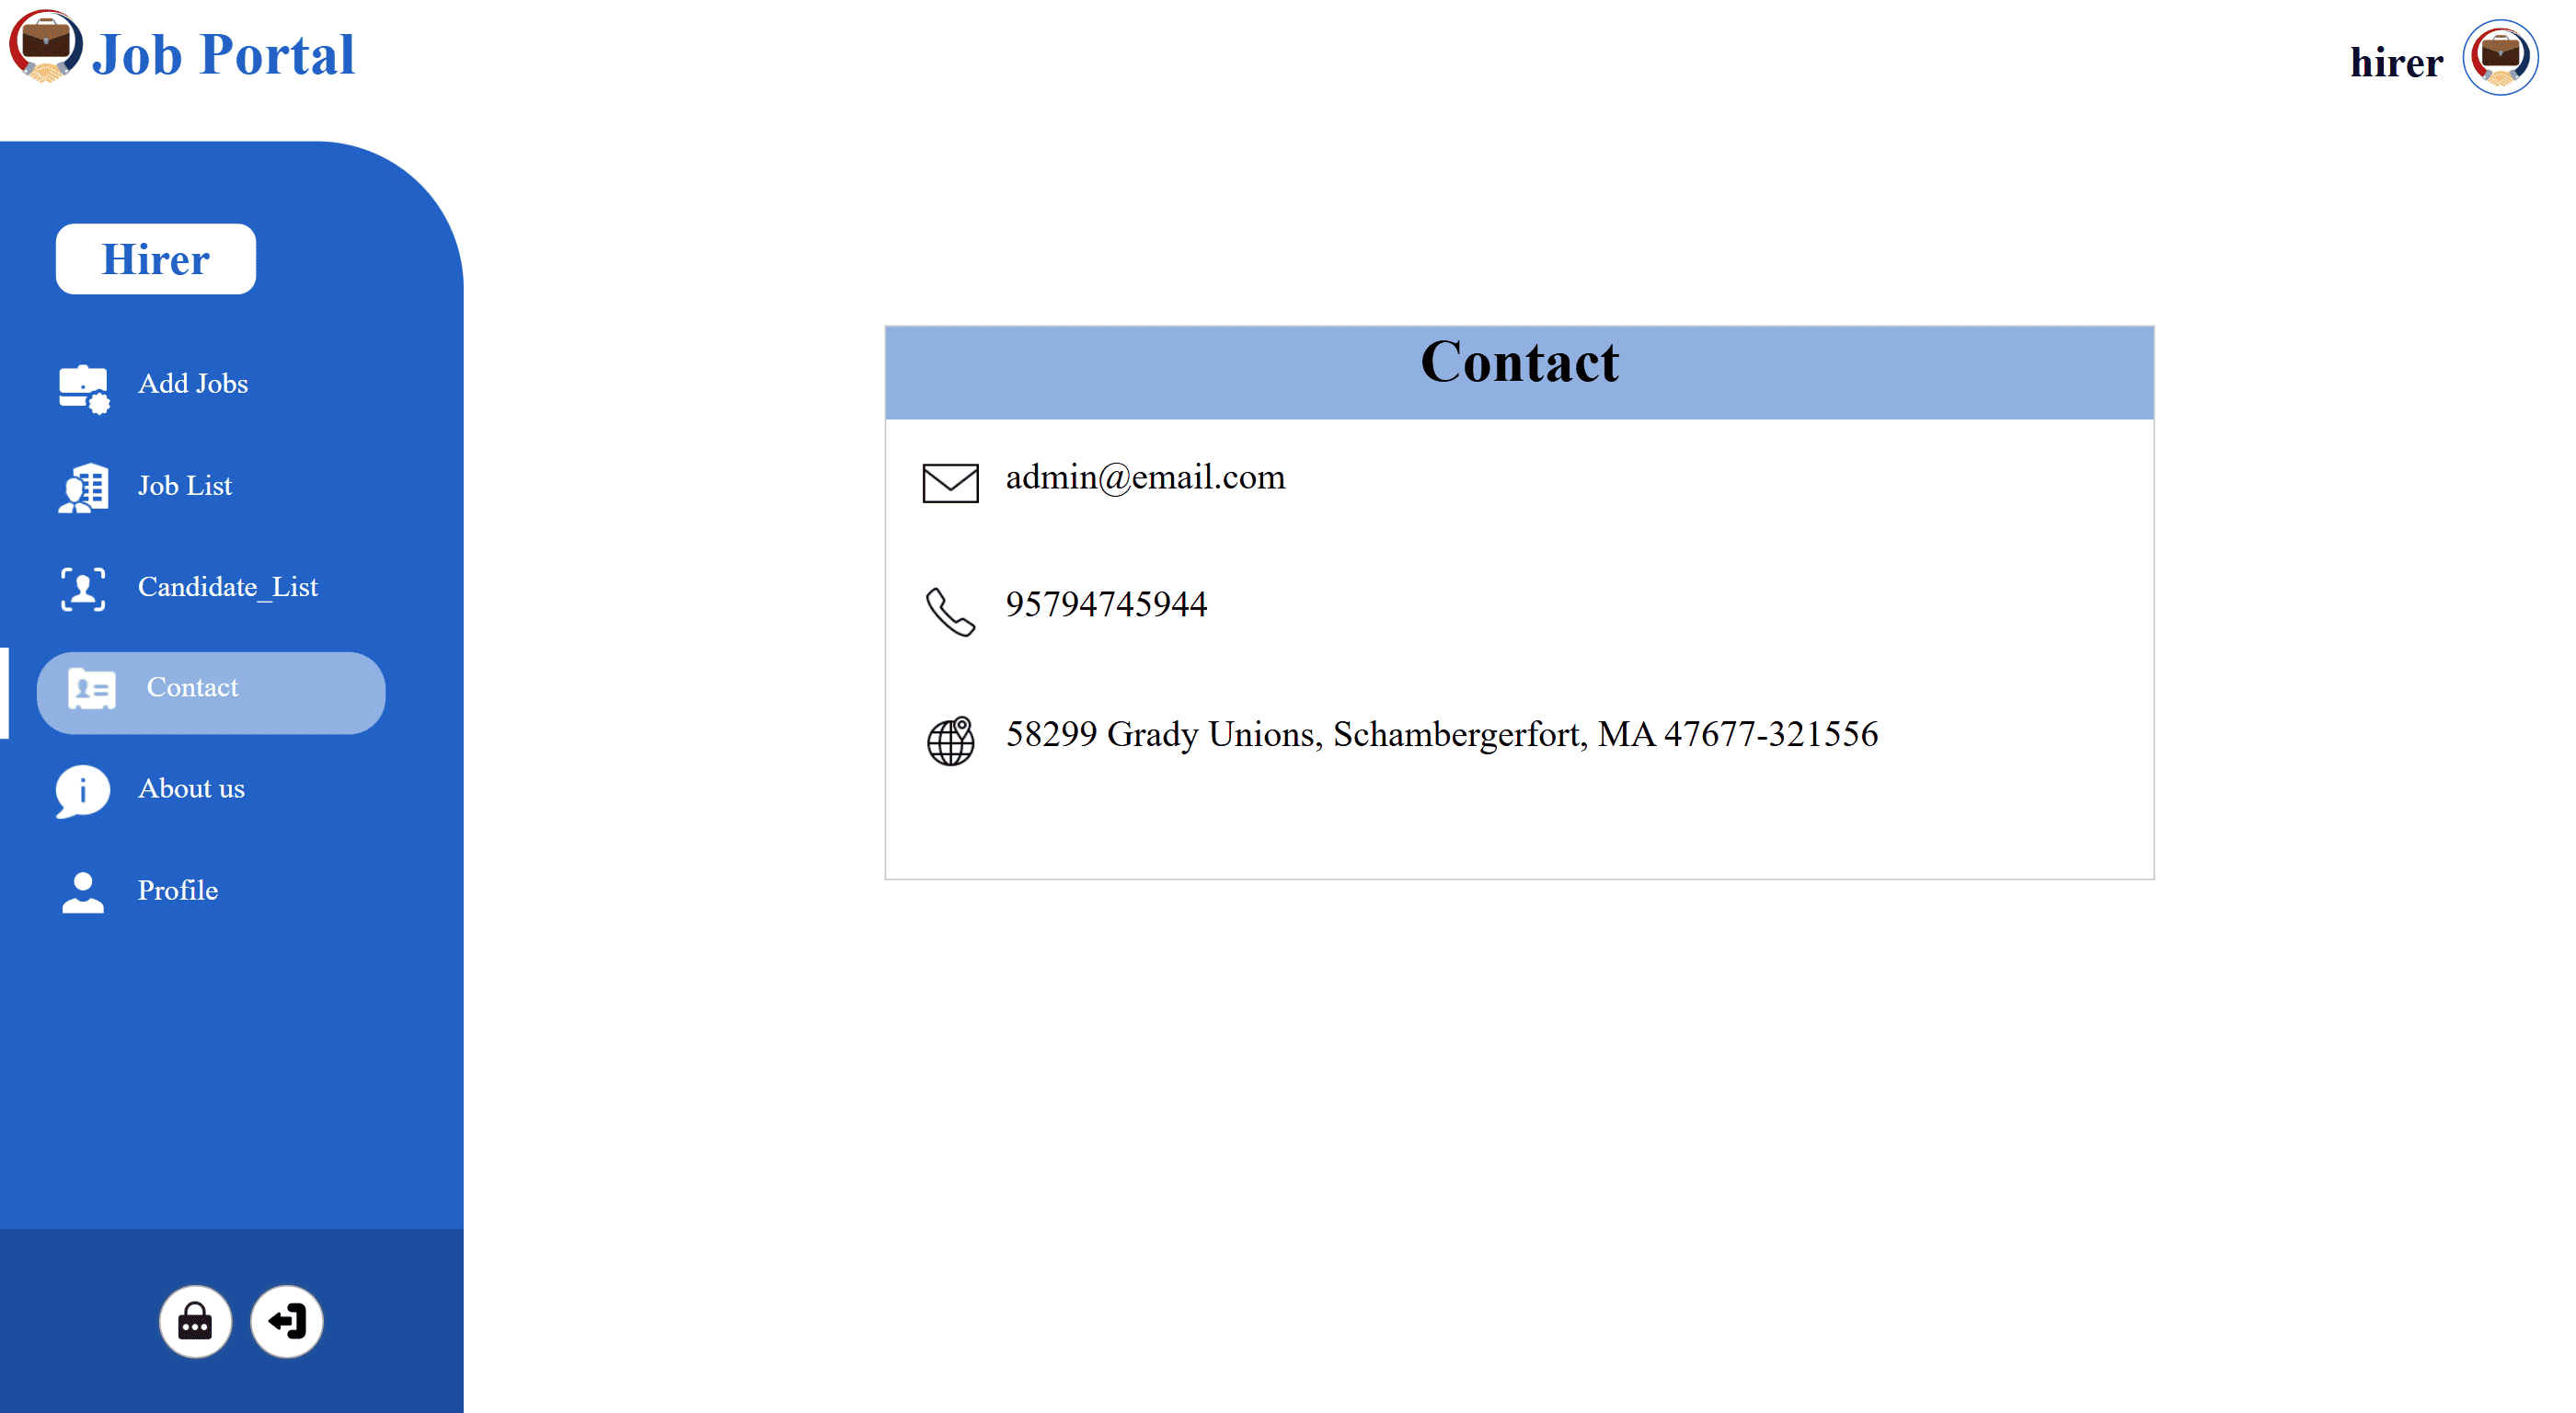 Job Portal
hirer
Hirer
Add Jobs
Job List
Candidate_List
Contact
About us
Profile
Contact
admin@email.com
95794745944
58299 Grady Unions, Schambergerfort, MA 47677-321556